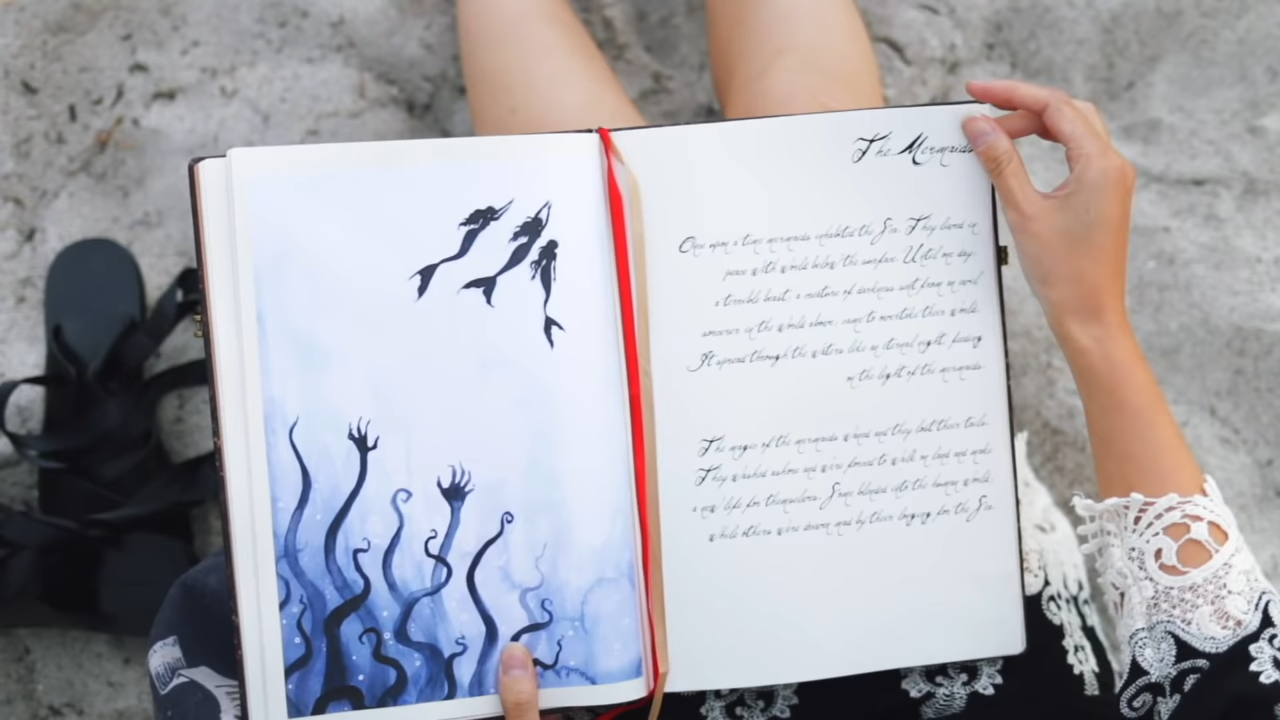 The Mermaids
Once upon a time mermaids inhabited the Sea. They lived in
peace with world below the surface. Until one day
a terrible beast, a creature of darkness sent from an evil
sorcerer in the world above, came to overtake their world.
It spread through the waters like an eternal night, feeding
on the light of the mermaids.
The magic of the mermaids waned and they lost their tails.
They washed ashore and were forced to walk on land and make
a new life for themselves. Some blended into the human world,
while others were driven mad by their longing for the Sea.